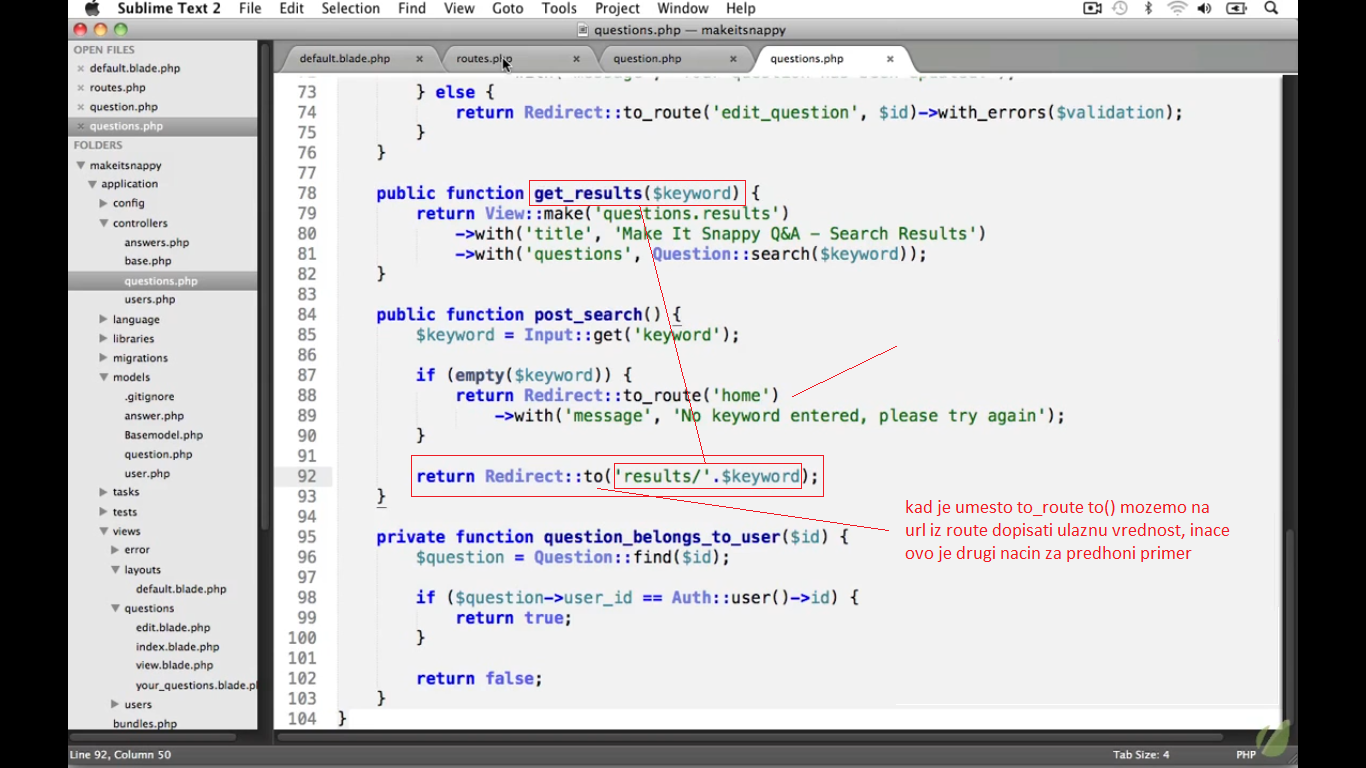 Sublime Text 2 File Edit Selection Find View Goto Tools Project Window Help
questions.php — makeitsnappy
OPEN FILES
default.blade.php
routes.php
question.php
questions.php
FOLDERS
makeitsnappy
application
config
controllers
answers.php
base.php
questions.php
users.php
language
libraries
migrations
models
.gitignore
answer.php
Basemodel.php
question.php
user.php
tasks
tests
views
error
layouts
default.blade.php
questions
edit.blade.php
index.blade.php
view.blade.php
your_questions.blade.p
users
bundles.php
default.blade.php × routes.php × question.php × questions.php ×
73 } else {
74 return Redirect::to_route('edit_question', $id)->with_errors($validation);
75 }
76 }
77
78 public function get_results($keyword) {
79 return View::make('questions.results')
80 ->with('title', 'Make It Snappy Q&A – Search Results')
81 ->with('questions', Question::search($keyword));
82 }
83
84 public function post_search() {
85 $keyword = Input::get('keyword');
86
87 if (empty($keyword)) {
88 return Redirect::to_route('home')
89 ->with('message', 'No keyword entered, please try again');
90 }
91
92 return Redirect::to('results/'.$keyword);
93 }
94
95 private function question_belongs_to_user($id) {
96 $question = Question::find($id);
97
98 if ($question->user_id == Auth::user()->id) {
99 return true;
100 }
101
102 return false;
103 }
104 }
kad je umesto to_route to() mozemo na
url iz route dopisati ulaznu vrednost, inace
ovo je drugi nacin za predhoni primer
Line 92, Column 50 Tab Size: 4 PHP